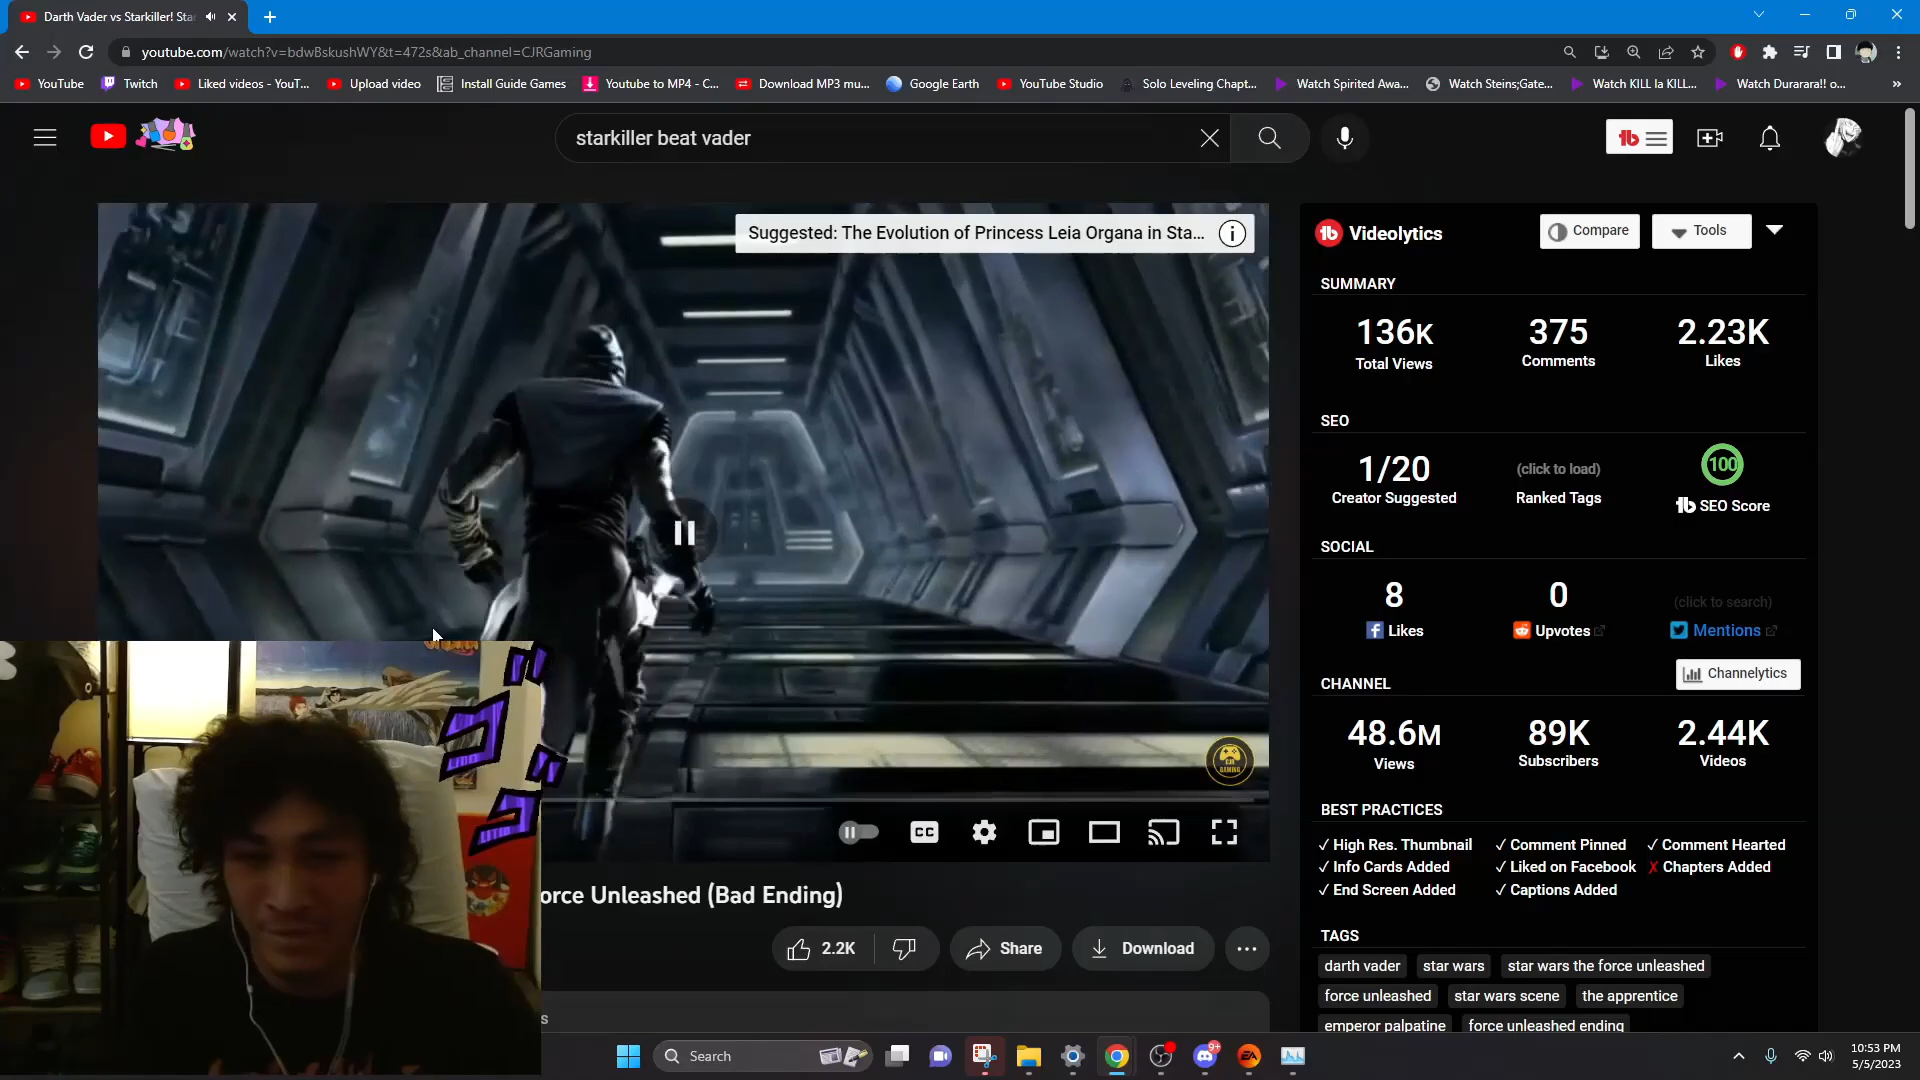 Darth Vader vs Starkiller! Sta
youtube.com/watch?v=bdwBskushWY&t=472s&ab_channel=CJRGaming
YouTube
Twitch
Liked videos - YouT...
Upload video
Install Guide Games
Youtube to MP4 - C...
Download MP3 mu...
Google Earth
YouTube Studio
Solo Leveling Chapt...
Watch Spirited Awa...
Watch Steins;Gate...
Watch KILL la KILL...
Watch Durarara!! o...
»
starkiller beat vader
Suggested: The Evolution of Princess Leia Organa in Sta...
CJR
GAMING
CC
orce Unleashed (Bad Ending)
2.2K
Share
Download
s
ゴ
ゴ
Videolytics
Compare
Tools
SUMMARY
136K
375
2.23K
Total Views
Comments
Likes
SEO
1/20
(click to load)
100
Creator Suggested
Ranked Tags
SEO Score
SOCIAL
8
0
(click to search)
Likes
Upvotes
Mentions
CHANNEL
Channelytics
48.6M
89K
2.44K
Views
Subscribers
Videos
BEST PRACTICES
✓ High Res. Thumbnail
✓ Comment Pinned
✓ Comment Hearted
✓ Info Cards Added
✓ Liked on Facebook
✗ Chapters Added
✓ End Screen Added
✓ Captions Added
TAGS
darth vader
star wars
star wars the force unleashed
force unleashed
star wars scene
the apprentice
emperor palpatine
force unleashed ending
Search
9+
EA
10:53 PM
5/5/2023